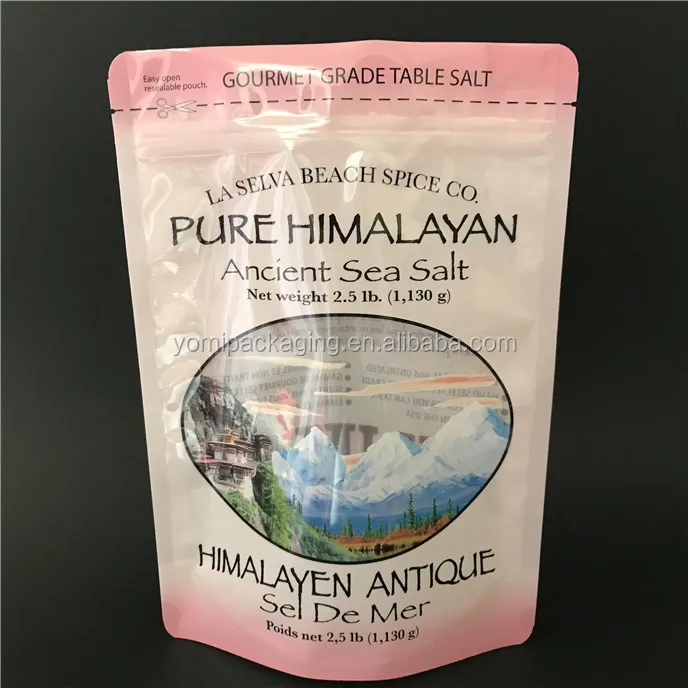 Easy open
resealable pouch.
GOURMET GRADE TABLE SALT
LA SELVA BEACH SPICE CO.
PURE HIMALAYAN
Ancient Sea Salt
Net weight 2.5 lb. (1,130 g)
yomipackaging.en.alibaba.com
HIMALAYEN ANTIQUE
Sel De Mer
Poids net 2,5 lb (1,130 g)